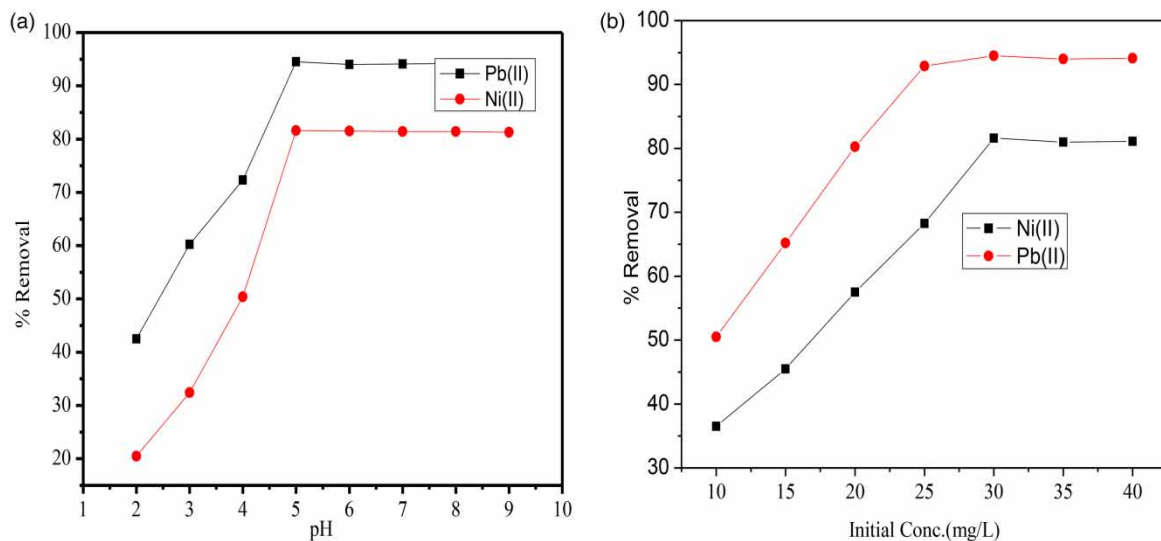 (a)
100
90
80
70
60
50
40
30
20
% Removal
1 2 3 4 5 6 7 8 9 10
pH
Pb(II)
Ni(II)
(b)
100
90
80
70
60
50
40
30
% Removal
10 15 20 25 30 35 40
Initial Conc.(mg/L)
Ni(II)
Pb(II)